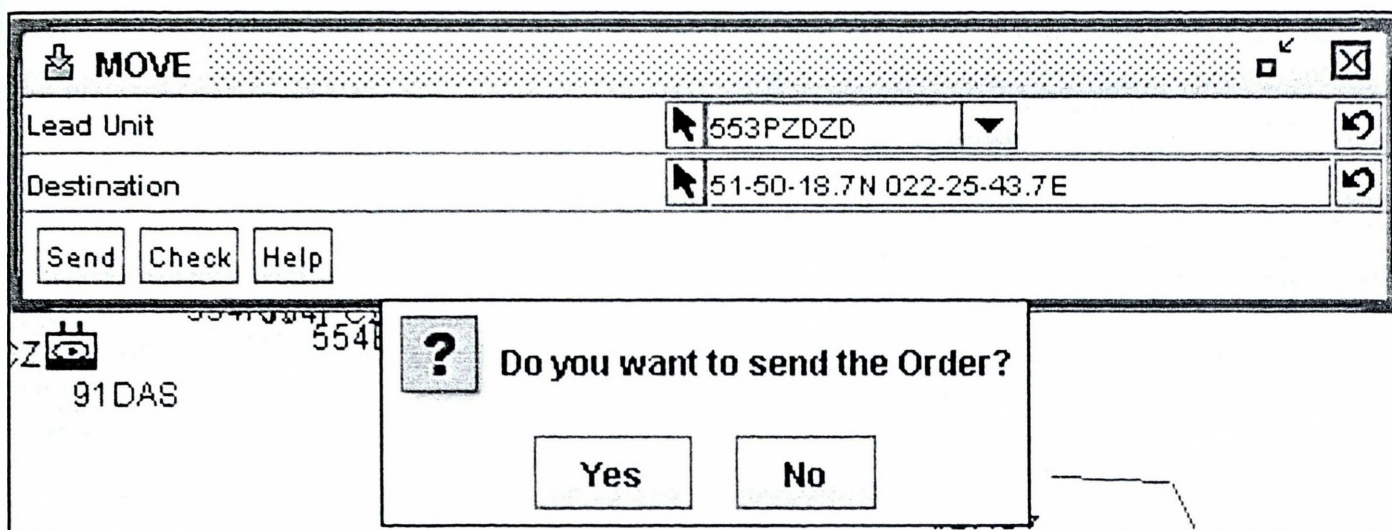 MOVE
Lead Unit 553PZDZD
Destination 51-50-18.7N 022-25-43.7E
Send Check Help
91DAS
? Do you want to send the Order?
Yes No